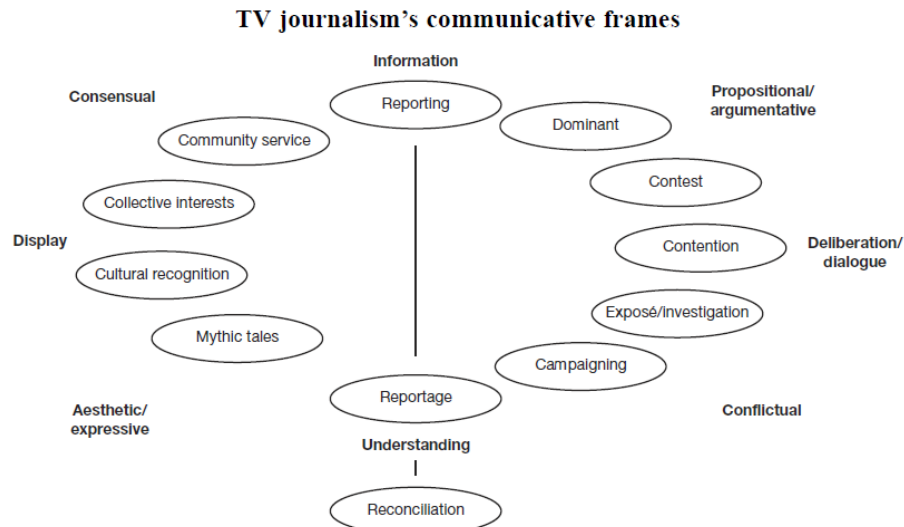 TV journalism's communicative frames
Information
Consensual
Propositional/
argumentative
Reporting
Dominant
Community service
Contest
Collective interests
Display
Contention
Deliberation/
dialogue
Cultural recognition
Exposé/investigation
Mythic tales
Campaigning
Reportage
Aesthetic/
expressive
Conflictual
Understanding
Reconciliation